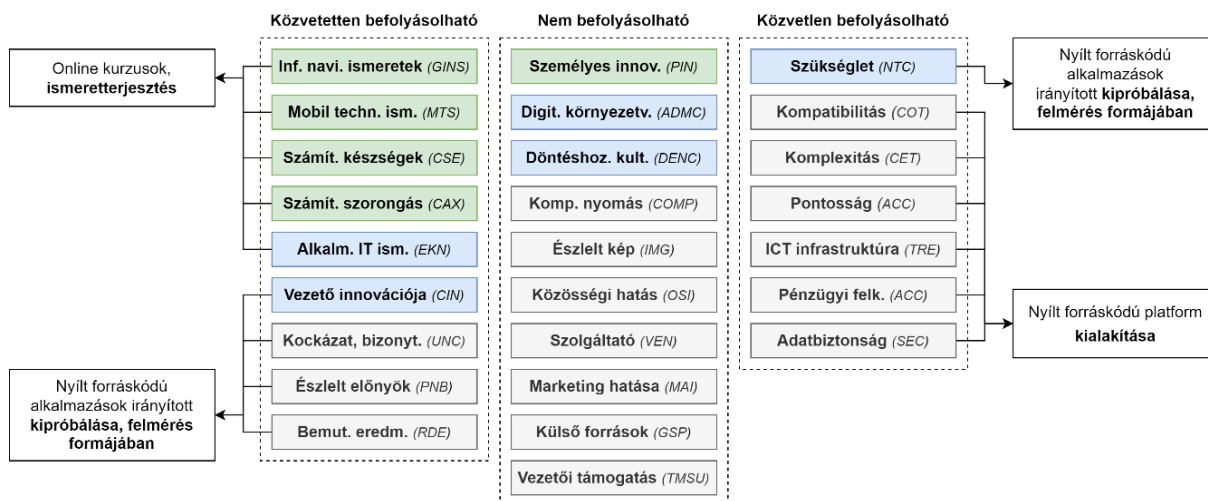 Közvetetten befolyásolható
Nem befolyásolható
Közvetlen befolyásolható
Online kurzusok,
ismeretterjesztés
Nyílt forráskódú
alkalmazások irányított
kipróbálása, felmérés
formájában
Inf. navi. ismeretek (GINS)
Mobil techn. ism. (MTS)
Számít. készségek (CSE)
Számít. szorongás (CAX)
Alkalm. IT ism. (EKN)
Vezető innovációja (CIN)
Kockázat, bizonyt. (UNC)
Észlelt előnyök (PNB)
Bemut. eredm. (RDE)
Személyes innov. (PIN)
Digit. környezetv. (ADMC)
Döntéshoz. kult. (DENC)
Komp. nyomás (COMP)
Észlelt kép (IMG)
Közösségi hatás (OSI)
Szolgáltató (VEN)
Marketing hatása (MAI)
Külső források (GSP)
Vezetői támogatás (TMSU)
Szükséglet (NTC)
Kompatibilitás (COT)
Komplexitás (CET)
Pontosság (ACC)
ICT infrastruktúra (TRE)
Pénzügyi felk. (ACC)
Adatbiztonság (SEC)
Nyílt forráskódú
alkalmazások
irányított kipróbálása,
felmérés formájában
Nyílt forráskódú platform
kialakítása